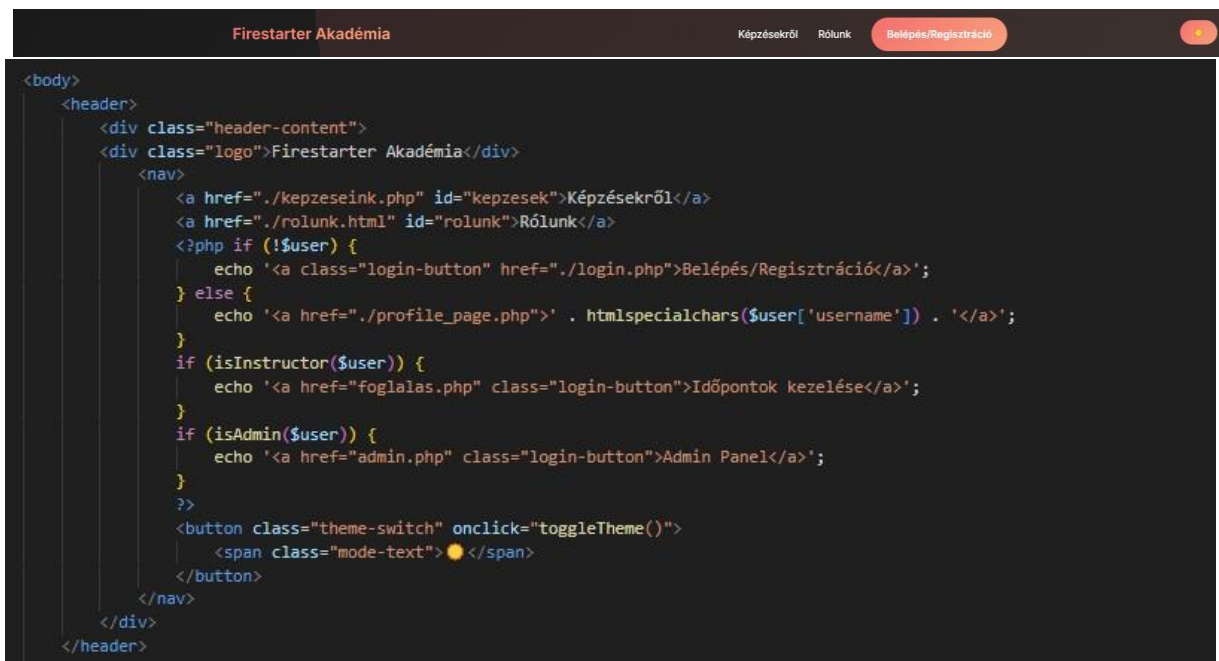 Firestarter Akadémia Képzésekről Rólunk Belépés/Regisztráció
<body>
<header>
<div class="header-content">
<div class="logo">Firestarter Akadémia</div>
<nav>
<a href="./kepzeseink.php" id="kepzesek">Képzésekről</a>
<a href="./rolunk.html" id="rolunk">Rólunk</a>
<?php if (!$user) {
echo '<a class="login-button" href="./login.php">Belépés/Regisztráció</a>';
} else {
echo '<a href="./profile_page.php">' . htmlspecialchars($user['username']) . '</a>';
}
if (isInstructor($user)) {
echo '<a href="foglalas.php" class="login-button">Időpontok kezelése</a>';
}
if (isAdmin($user)) {
echo '<a href="admin.php" class="login-button">Admin Panel</a>';
}
?>
<button class="theme-switch" onclick="toggleTheme()">
<span class="mode-text">☀</span>
</button>
</nav>
</div>
</header>